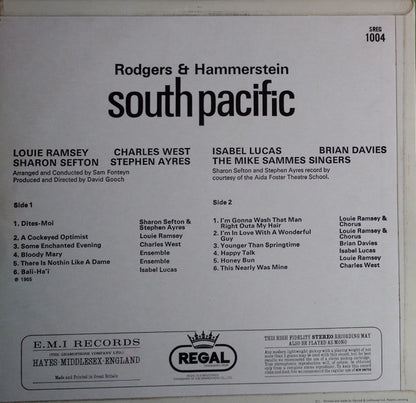 SREG
1004
Rodgers & Hammerstein
south pacific
LOUIE RAMSEY CHARLES WEST ISABEL LUCAS BRIAN DAVIES
SHARON SEFTON STEPHEN AYRES THE MIKE SAMMES SINGERS
Arranged and Conducted by Sam Fonteyn
Produced and Directed by David Gooch
Sharon Sefton and Stephen Ayres record by
courtesy of the Aida Foster Theatre School.
Side 1
1. Dites-Moi Sharon Sefton &
Stephen Ayres
2. A Cockeyed Optimist Louie Ramsey
3. Some Enchanted Evening Charles West
4. Bloody Mary Ensemble
5. There Is Nothin Like A Dame Ensemble
6. Bali-Ha'i Isabel Lucas
℗ 1965
Side 2
1. I'm Gonna Wash That Man
Right Outa My Hair Louie Ramsey &
Chorus
2. I'm In Love With A Wonderful
Guy Louie Ramsey &
Chorus
3. Younger Than Springtime Brian Davies
4. Happy Talk Isabel Lucas
5. Honey Bun Louie Ramsey
6. This Nearly Was Mine Charles West
E.M.I RECORDS
(THE GRAMOPHONE COMPANY LTD.)
HAYES·MIDDLESEX·ENGLAND
Made and Printed in Great Britain
REGAL
THIS HIGH FIDELITY STEREO RECORDING MAY
ALSO BE PLAYED AS MONO